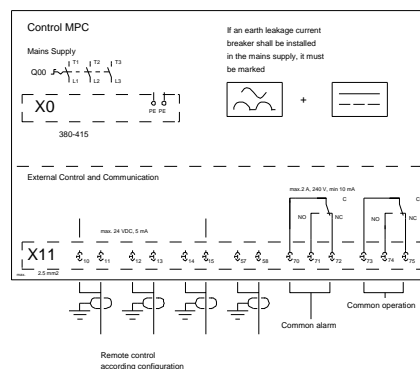 Control MPC
If an earth leakage current
breaker shall be installed
in the mains supply, it must
be marked
Mains Supply
T1 T2 T3
Q00
L1 L2 L3
+
X0
PE PE
380-415
External Control and Communication
max.2 A, 240 V, min 10 mA
C C
max. 24 VDC, 5 mA
NO NC NO NC
X11
10 11 12 13 14 15 57 58 70 71 72 73 74 75
max. 2.5 mm2
Common operation
Common alarm
Remote control
according configuration